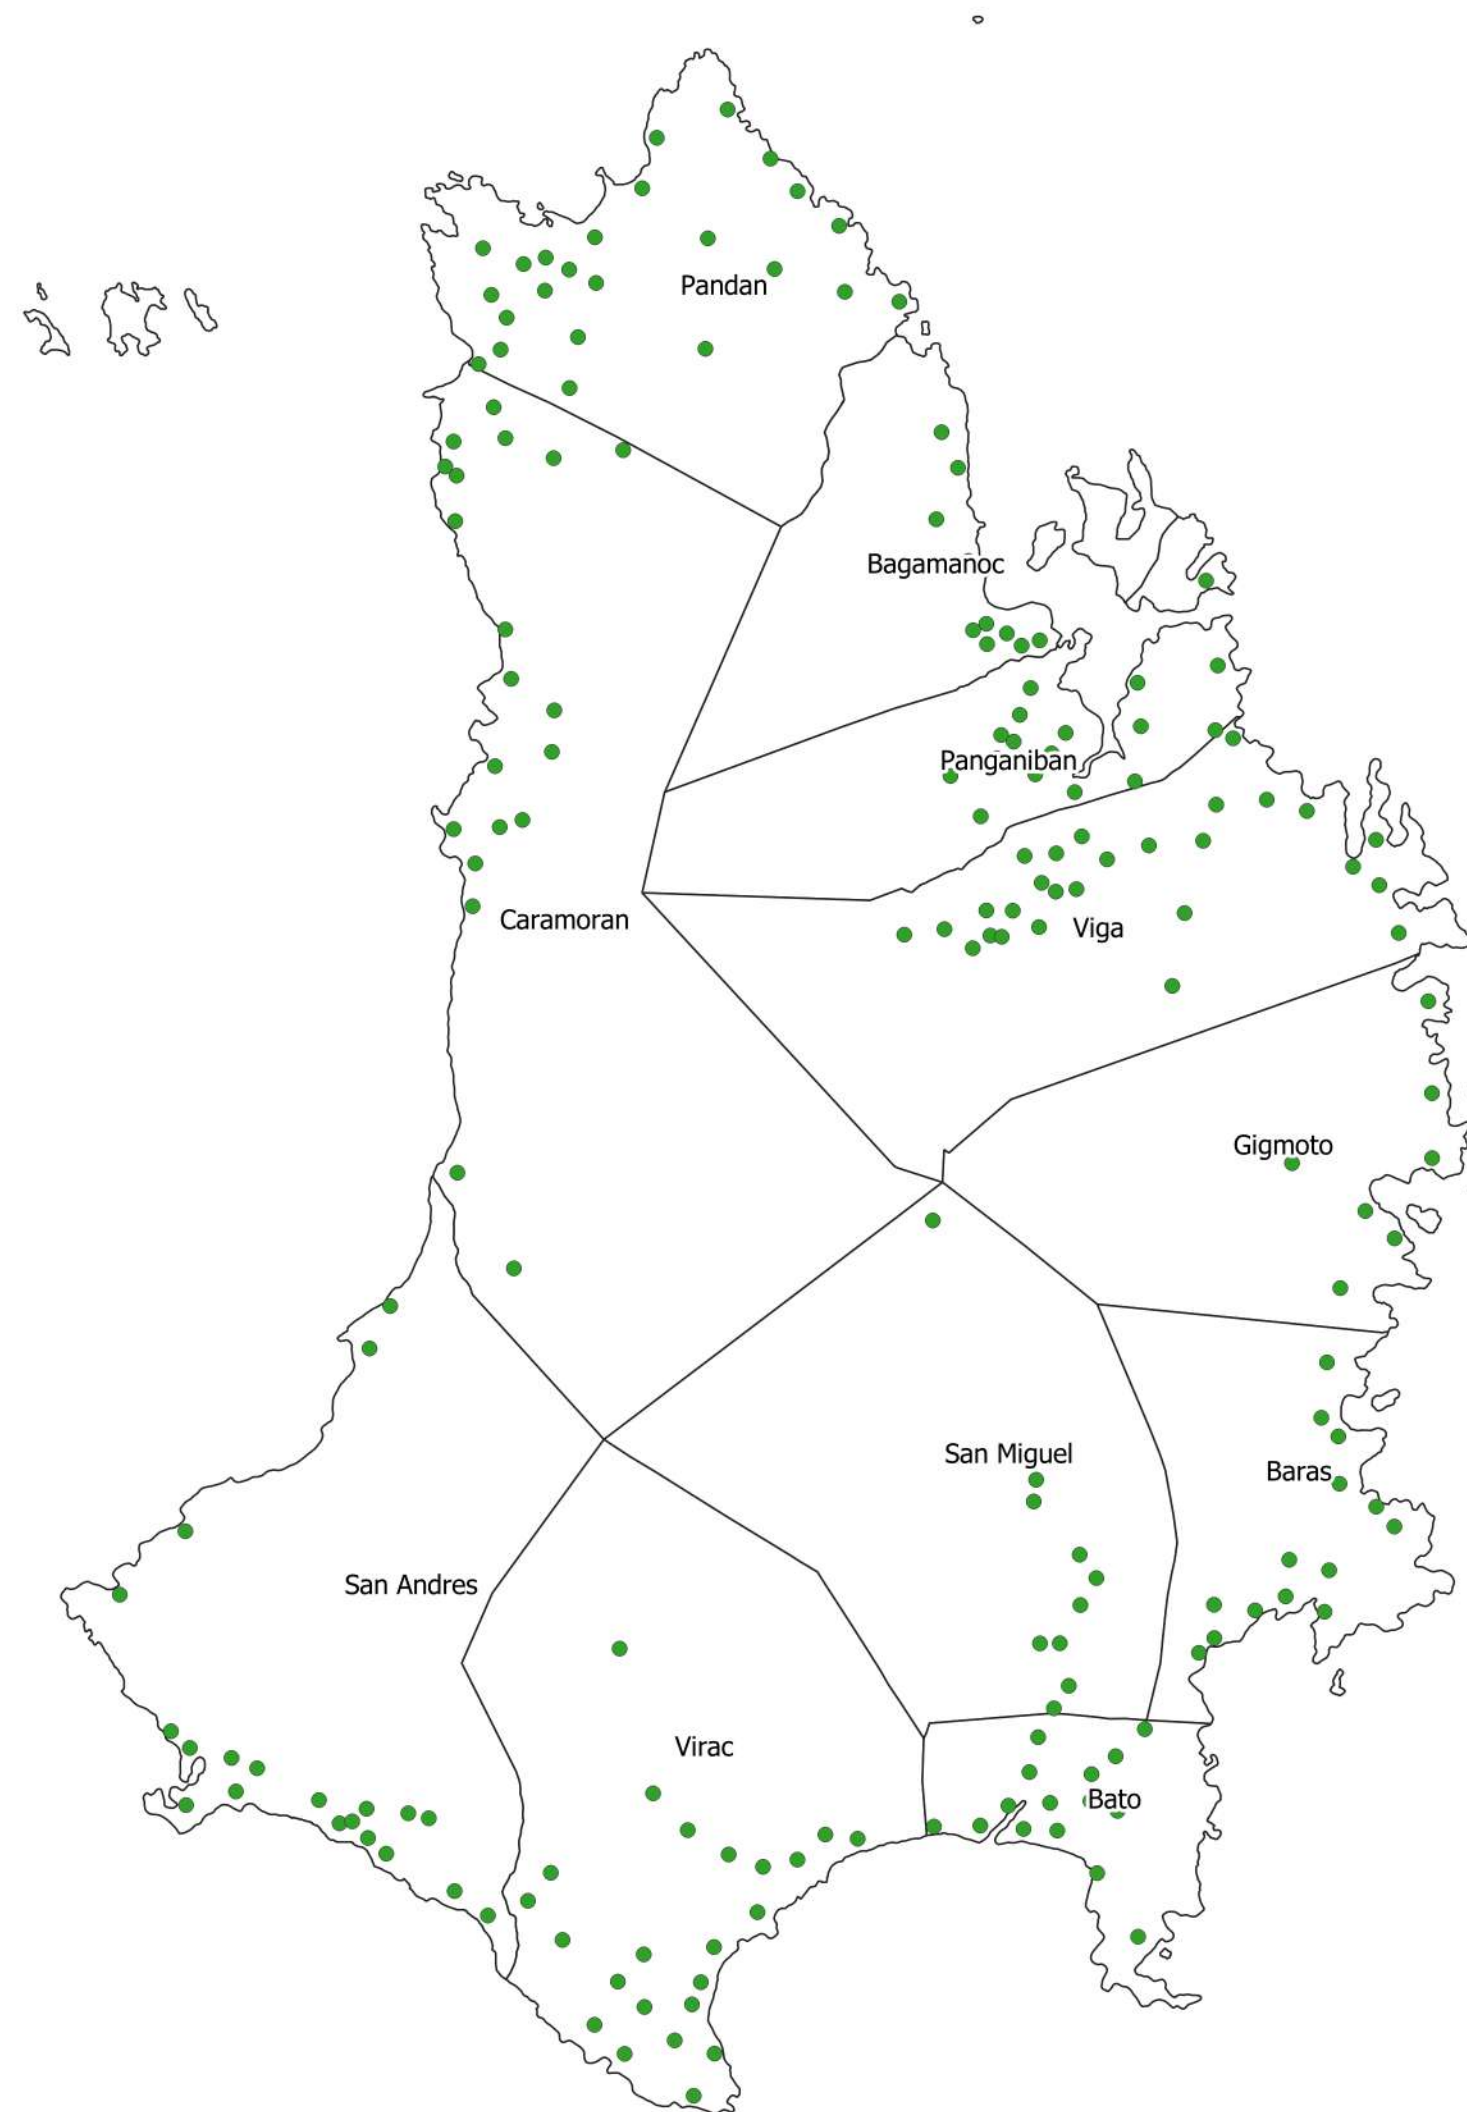 Pandan
Bagamanoc
Panganiban
Caramoran
Viga
Gigmoto
San Miguel
Baras
San Andres
Virac
Bato